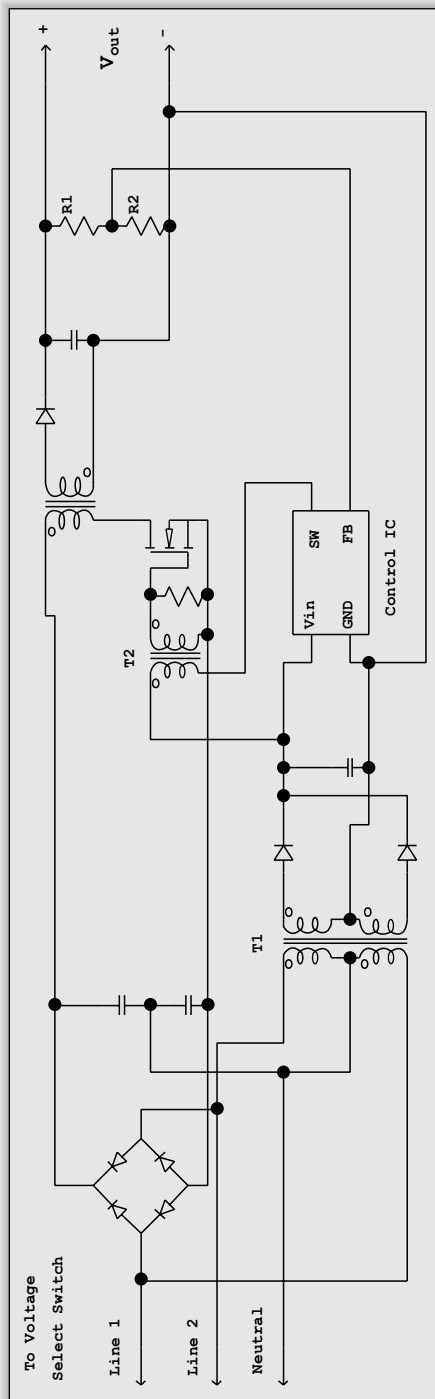 To Voltage
Select Switch
Line 1
Line 2
Neutral
T1
T2
Vin
GND
SW
FB
Control IC
R1
R2
+
Vout
-